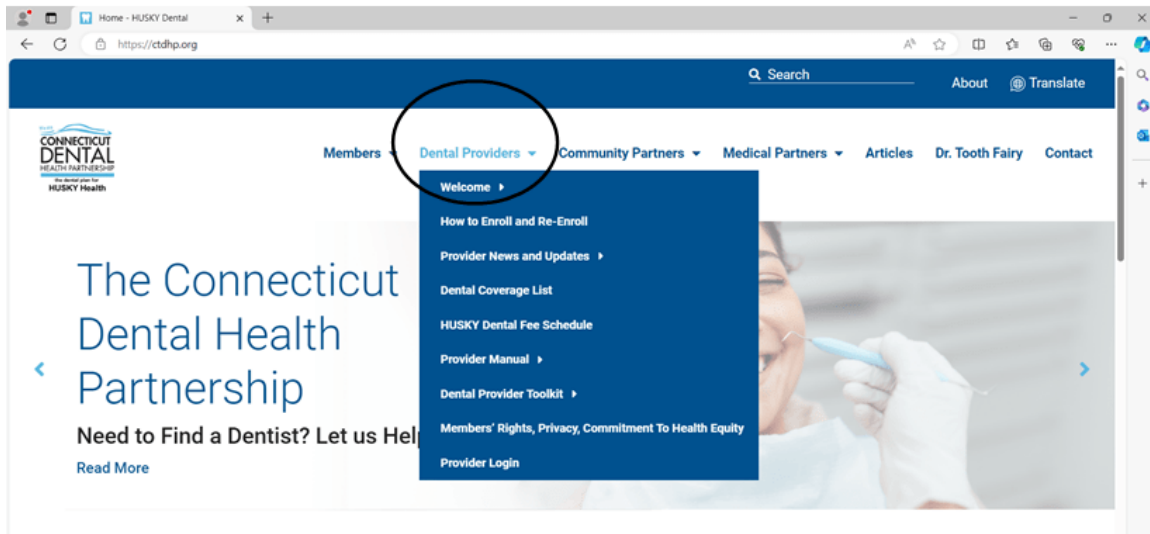 Home - HUSKY Dental
https://ctdhp.org
Search
About
Translate
CONNECTICUT
DENTAL
HEALTH PARTNERSHIP
the dental plan for
HUSKY Health
Members
Dental Providers
Community Partners
Medical Partners
Articles
Dr. Tooth Fairy
Contact
Welcome
How to Enroll and Re-Enroll
Provider News and Updates
Dental Coverage List
HUSKY Dental Fee Schedule
Provider Manual
Dental Provider Toolkit
Members' Rights, Privacy, Commitment To Health Equity
Provider Login
The Connecticut
Dental Health
Partnership
Need to Find a Dentist? Let us Hel
Read More